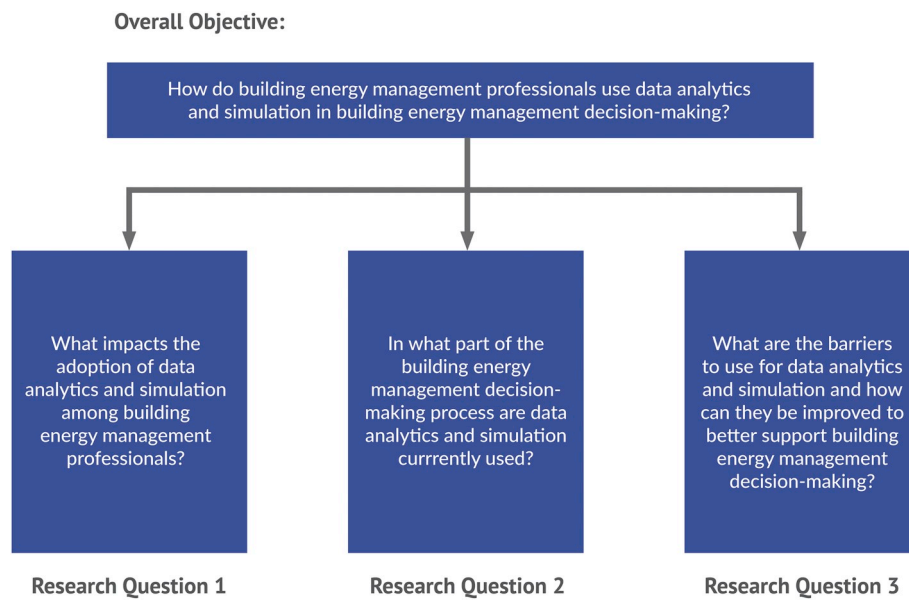 Overall Objective:
How do building energy management professionals use data analytics
and simulation in building energy management decision-making?
What impacts the
adoption of data
analytics and simulation
among building
energy management
professionals?
In what part of the
building energy
management decision-
making process are data
analytics and simulation
currrently used?
What are the barriers
to use for data analytics
and simulation and how
can they be improved to
better support building
energy management
decision-making?
Research Question 1
Research Question 2
Research Question 3